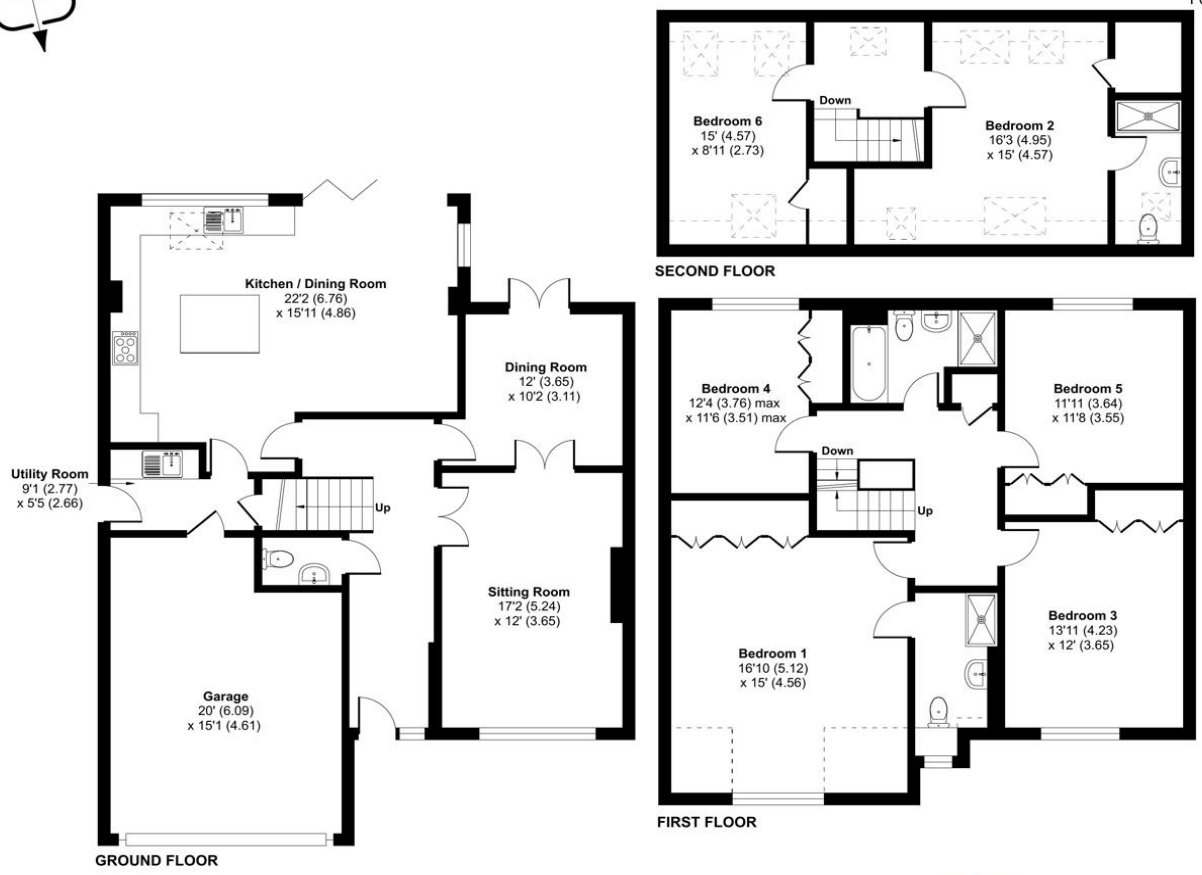 Bedroom 6
15' (4.57)
x 8'11 (2.73)
Down
Bedroom 2
16'3 (4.95)
x 15' (4.57)
SECOND FLOOR
Kitchen / Dining Room
22'2 (6.76)
x 15'11 (4.86)
Dining Room
12' (3.65)
x 10'2 (3.11)
Utility Room
9'1 (2.77)
x 5'5 (2.66)
Up
Sitting Room
17'2 (5.24)
x 12' (3.65)
Garage
20' (6.09)
x 15'1 (4.61)
GROUND FLOOR
Bedroom 4
12'4 (3.76) max
x 11'6 (3.51) max
Bedroom 5
11'11 (3.64)
x 11'8 (3.55)
Down
Up
Bedroom 3
13'11 (4.23)
x 12' (3.65)
Bedroom 1
16'10 (5.12)
x 15' (4.56)
FIRST FLOOR